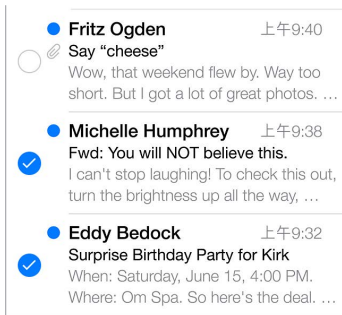 Fritz Ogden 上午9:40
Say “cheese”
Wow, that weekend flew by. Way too
short. But I got a lot of great photos. …
Michelle Humphrey 上午9:38
Fwd: You will NOT believe this.
I can't stop laughing! To check this out,
turn the brightness up all the way, …
Eddy Bedock 上午9:32
Surprise Birthday Party for Kirk
When: Saturday, June 15, 4:00 PM.
Where: Om Spa. So here's the deal. …